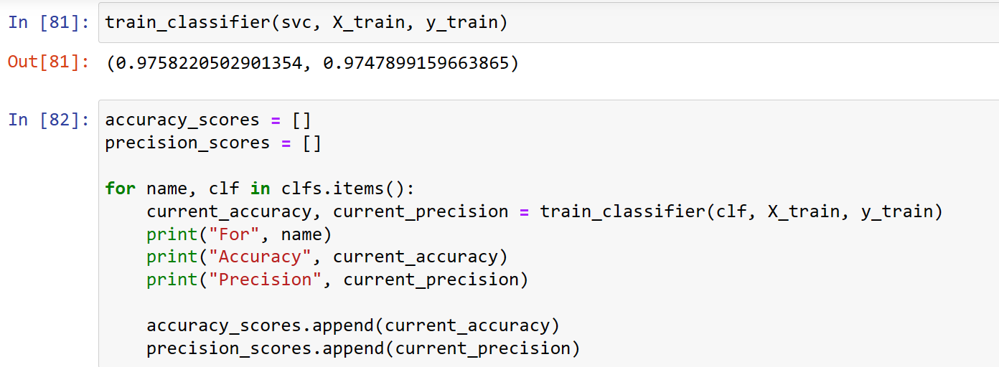 In [81]: train_classifier(svc, X_train, y_train)
Out[81]: (0.9758220502901354, 0.9747899159663865)
In [82]: accuracy_scores = []
precision_scores = []
for name, clf in clfs.items():
    current_accuracy, current_precision = train_classifier(clf, X_train, y_train)
    print("For", name)
    print("Accuracy", current_accuracy)
    print("Precision", current_precision)
    accuracy_scores.append(current_accuracy)
    precision_scores.append(current_precision)